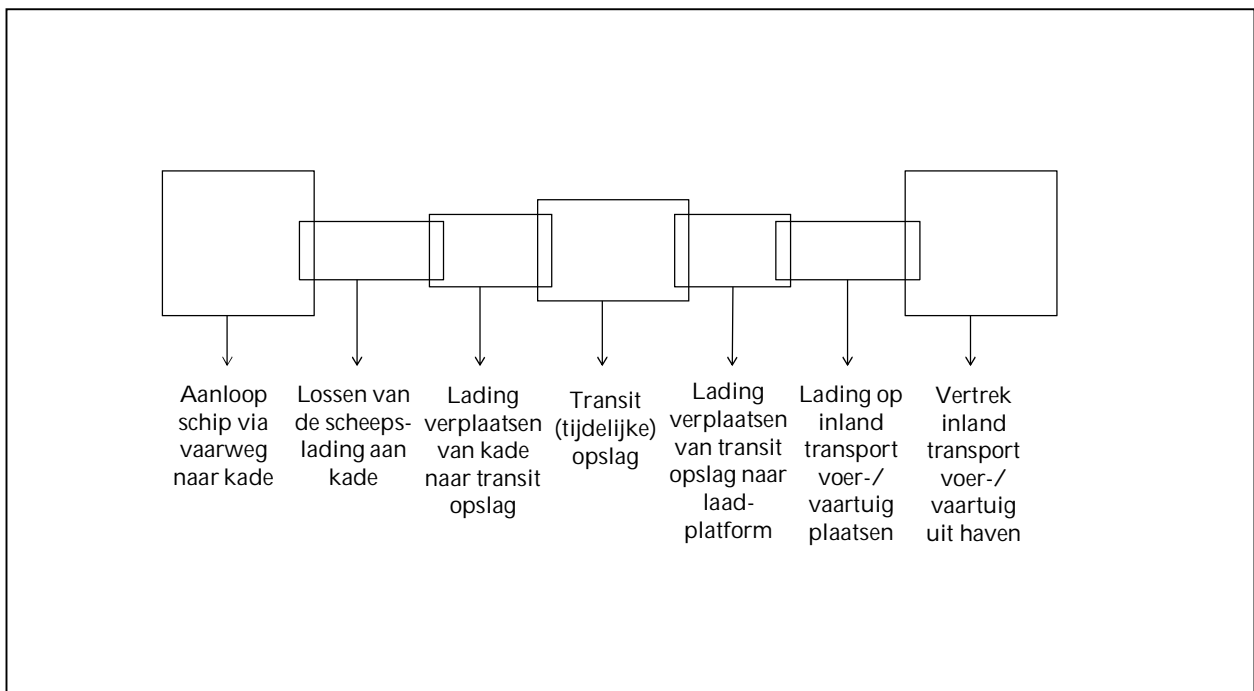 Aanloop
schip via
vaarweg
naar kade
Lossen van
de scheeps-
lading aan
kade
Lading
verplaatsen
van kade
naar transit
opslag
Transit
(tijdelijke)
opslag
Lading
verplaatsen
van transit
opslag naar
laad-
platform
Lading op
inland
transport
voer-/
vaartuig
plaatsen
Vertrek
inland
transport
voer-/
vaartuig
uit haven